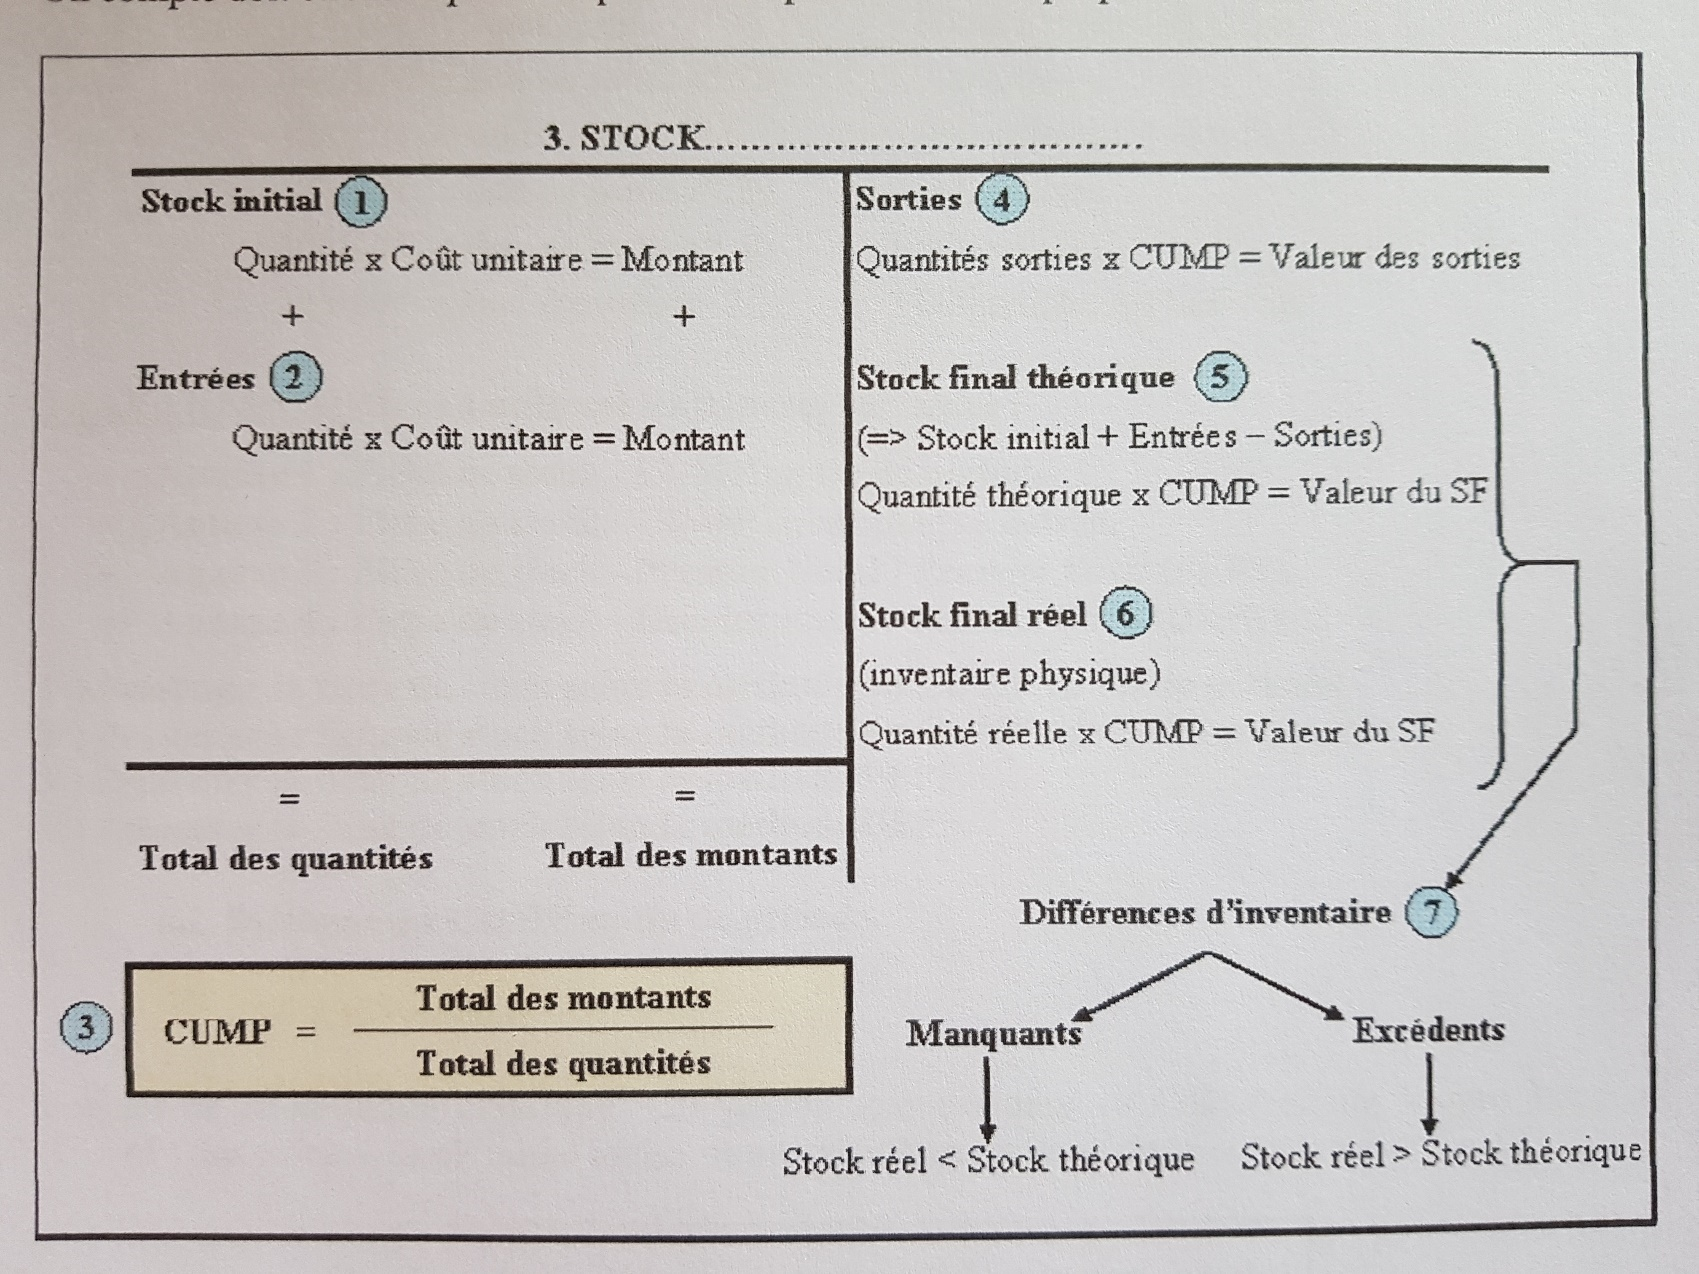 3. STOCK.....................................
Stock initial 1
Quantité x Coût unitaire = Montant
+ +
Entrées 2
Quantité x Coût unitaire = Montant
= =
Total des quantités Total des montants
3 CUMP = Total des montants
Total des quantités
Sorties 4
Quantités sorties x CUMP = Valeur des sorties
Stock final théorique 5
(=> Stock initial + Entrées – Sorties)
Quantité théorique x CUMP = Valeur du SF
Stock final réel 6
(inventaire physique)
Quantité réelle x CUMP = Valeur du SF
Différences d'inventaire 7
Manquants Excédents
Stock réel < Stock théorique Stock réel > Stock théorique